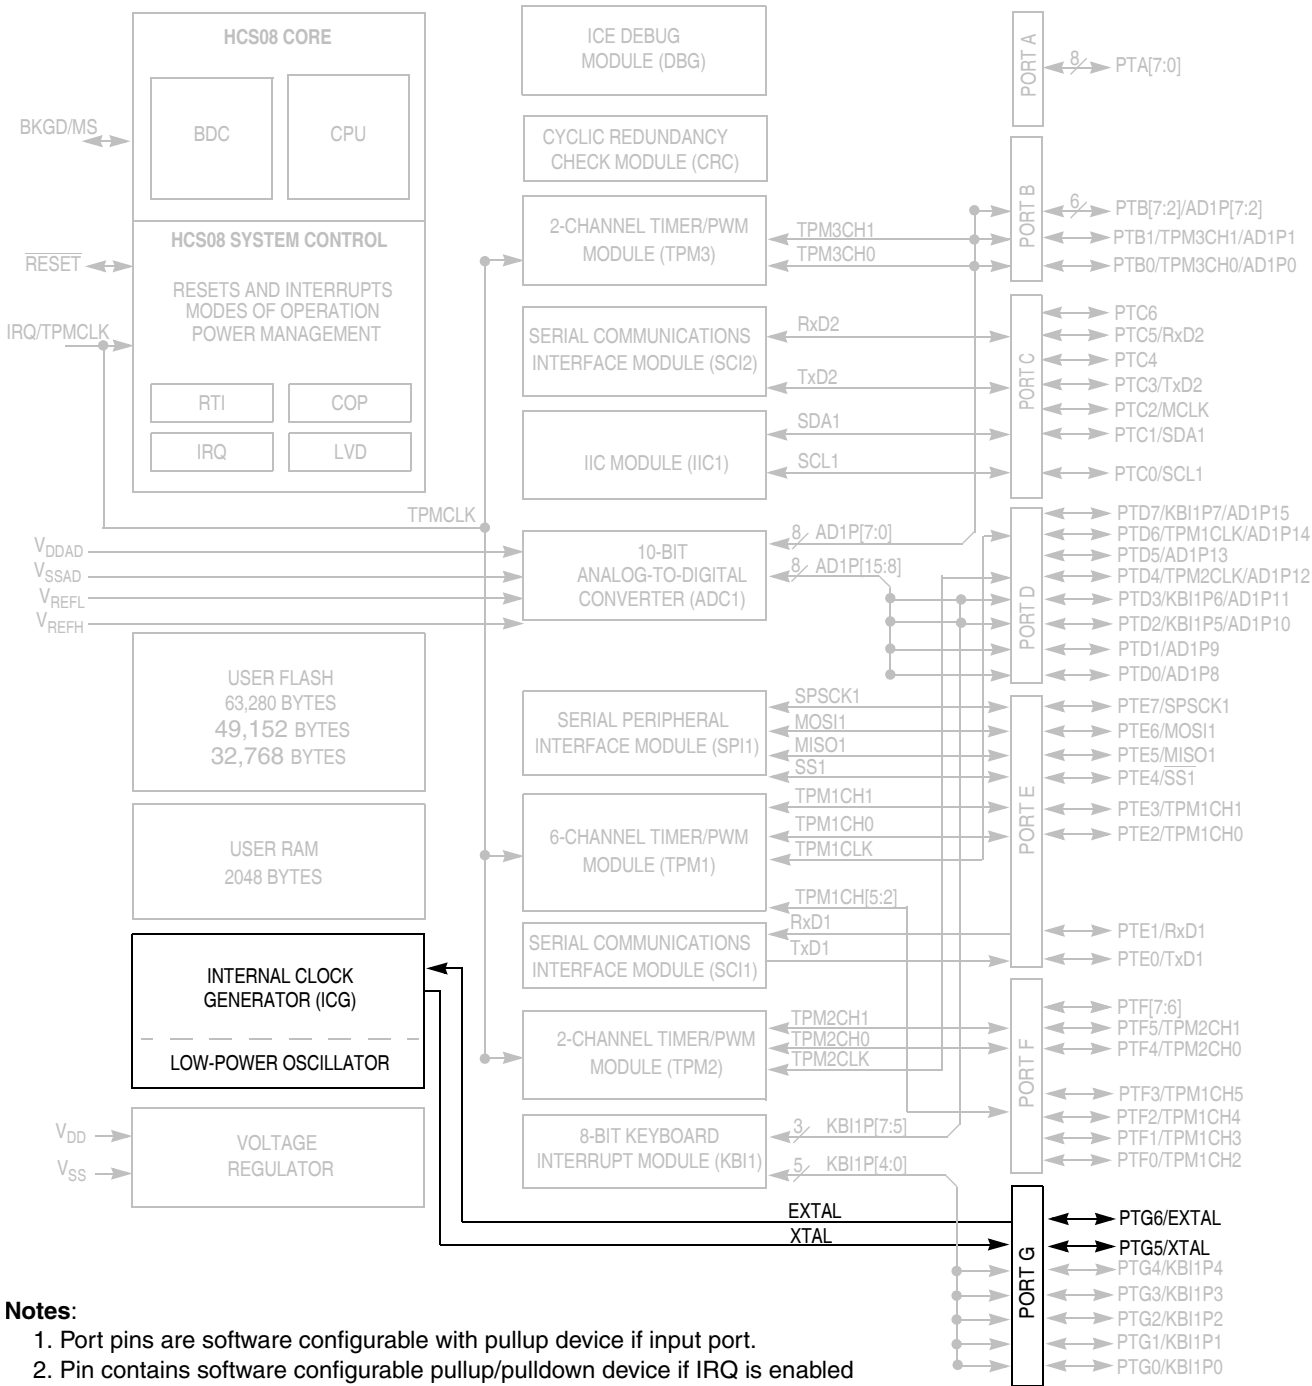 HCS08 CORE
BDC
CPU
BKGD/MS
HCS08 SYSTEM CONTROL
RESET
RESETS AND INTERRUPTS
MODES OF OPERATION
POWER MANAGEMENT
IRQ/TPMCLK
RTI
COP
IRQ
LVD
TPMCLK
VDDAD
VSSAD
VREFL
VREFH
USER FLASH
63,280 BYTES
49,152 BYTES
32,768 BYTES
USER RAM
2048 BYTES
INTERNAL CLOCK
GENERATOR (ICG)
LOW-POWER OSCILLATOR
VDD
VSS
VOLTAGE
REGULATOR
ICE DEBUG
MODULE (DBG)
CYCLIC REDUNDANCY
CHECK MODULE (CRC)
2-CHANNEL TIMER/PWM
MODULE (TPM3)
TPM3CH1
TPM3CH0
SERIAL COMMUNICATIONS
INTERFACE MODULE (SCI2)
RxD2
TxD2
IIC MODULE (IIC1)
SDA1
SCL1
10-BIT
ANALOG-TO-DIGITAL
CONVERTER (ADC1)
8 AD1P[7:0]
8 AD1P[15:8]
SERIAL PERIPHERAL
INTERFACE MODULE (SPI1)
SPSCK1
MOSI1
MISO1
SS1
6-CHANNEL TIMER/PWM
MODULE (TPM1)
TPM1CH1
TPM1CH0
TPM1CLK
TPM1CH[5:2]
SERIAL COMMUNICATIONS
INTERFACE MODULE (SCI1)
RxD1
TxD1
2-CHANNEL TIMER/PWM
MODULE (TPM2)
TPM2CH1
TPM2CH0
TPM2CLK
8-BIT KEYBOARD
INTERRUPT MODULE (KBI1)
3 KBI1P[7:5]
5 KBI1P[4:0]
EXTAL
XTAL
PORT A
8 PTA[7:0]
PORT B
6 PTB[7:2]/AD1P[7:2]
PTB1/TPM3CH1/AD1P1
PTB0/TPM3CH0/AD1P0
PORT C
PTC6
PTC5/RxD2
PTC4
PTC3/TxD2
PTC2/MCLK
PTC1/SDA1
PTC0/SCL1
PORT D
PTD7/KBI1P7/AD1P15
PTD6/TPM1CLK/AD1P14
PTD5/AD1P13
PTD4/TPM2CLK/AD1P12
PTD3/KBI1P6/AD1P11
PTD2/KBI1P5/AD1P10
PTD1/AD1P9
PTD0/AD1P8
PORT E
PTE7/SPSCK1
PTE6/MOSI1
PTE5/MISO1
PTE4/SS1
PTE3/TPM1CH1
PTE2/TPM1CH0
PTE1/RxD1
PTE0/TxD1
PORT F
PTF[7:6]
PTF5/TPM2CH1
PTF4/TPM2CH0
PTF3/TPM1CH5
PTF2/TPM1CH4
PTF1/TPM1CH3
PTF0/TPM1CH2
PORT G
PTG6/EXTAL
PTG5/XTAL
PTG4/KBI1P4
PTG3/KBI1P3
PTG2/KBI1P2
PTG1/KBI1P1
PTG0/KBI1P0
Notes:
1. Port pins are software configurable with pullup device if input port.
2. Pin contains software configurable pullup/pulldown device if IRQ is enabled